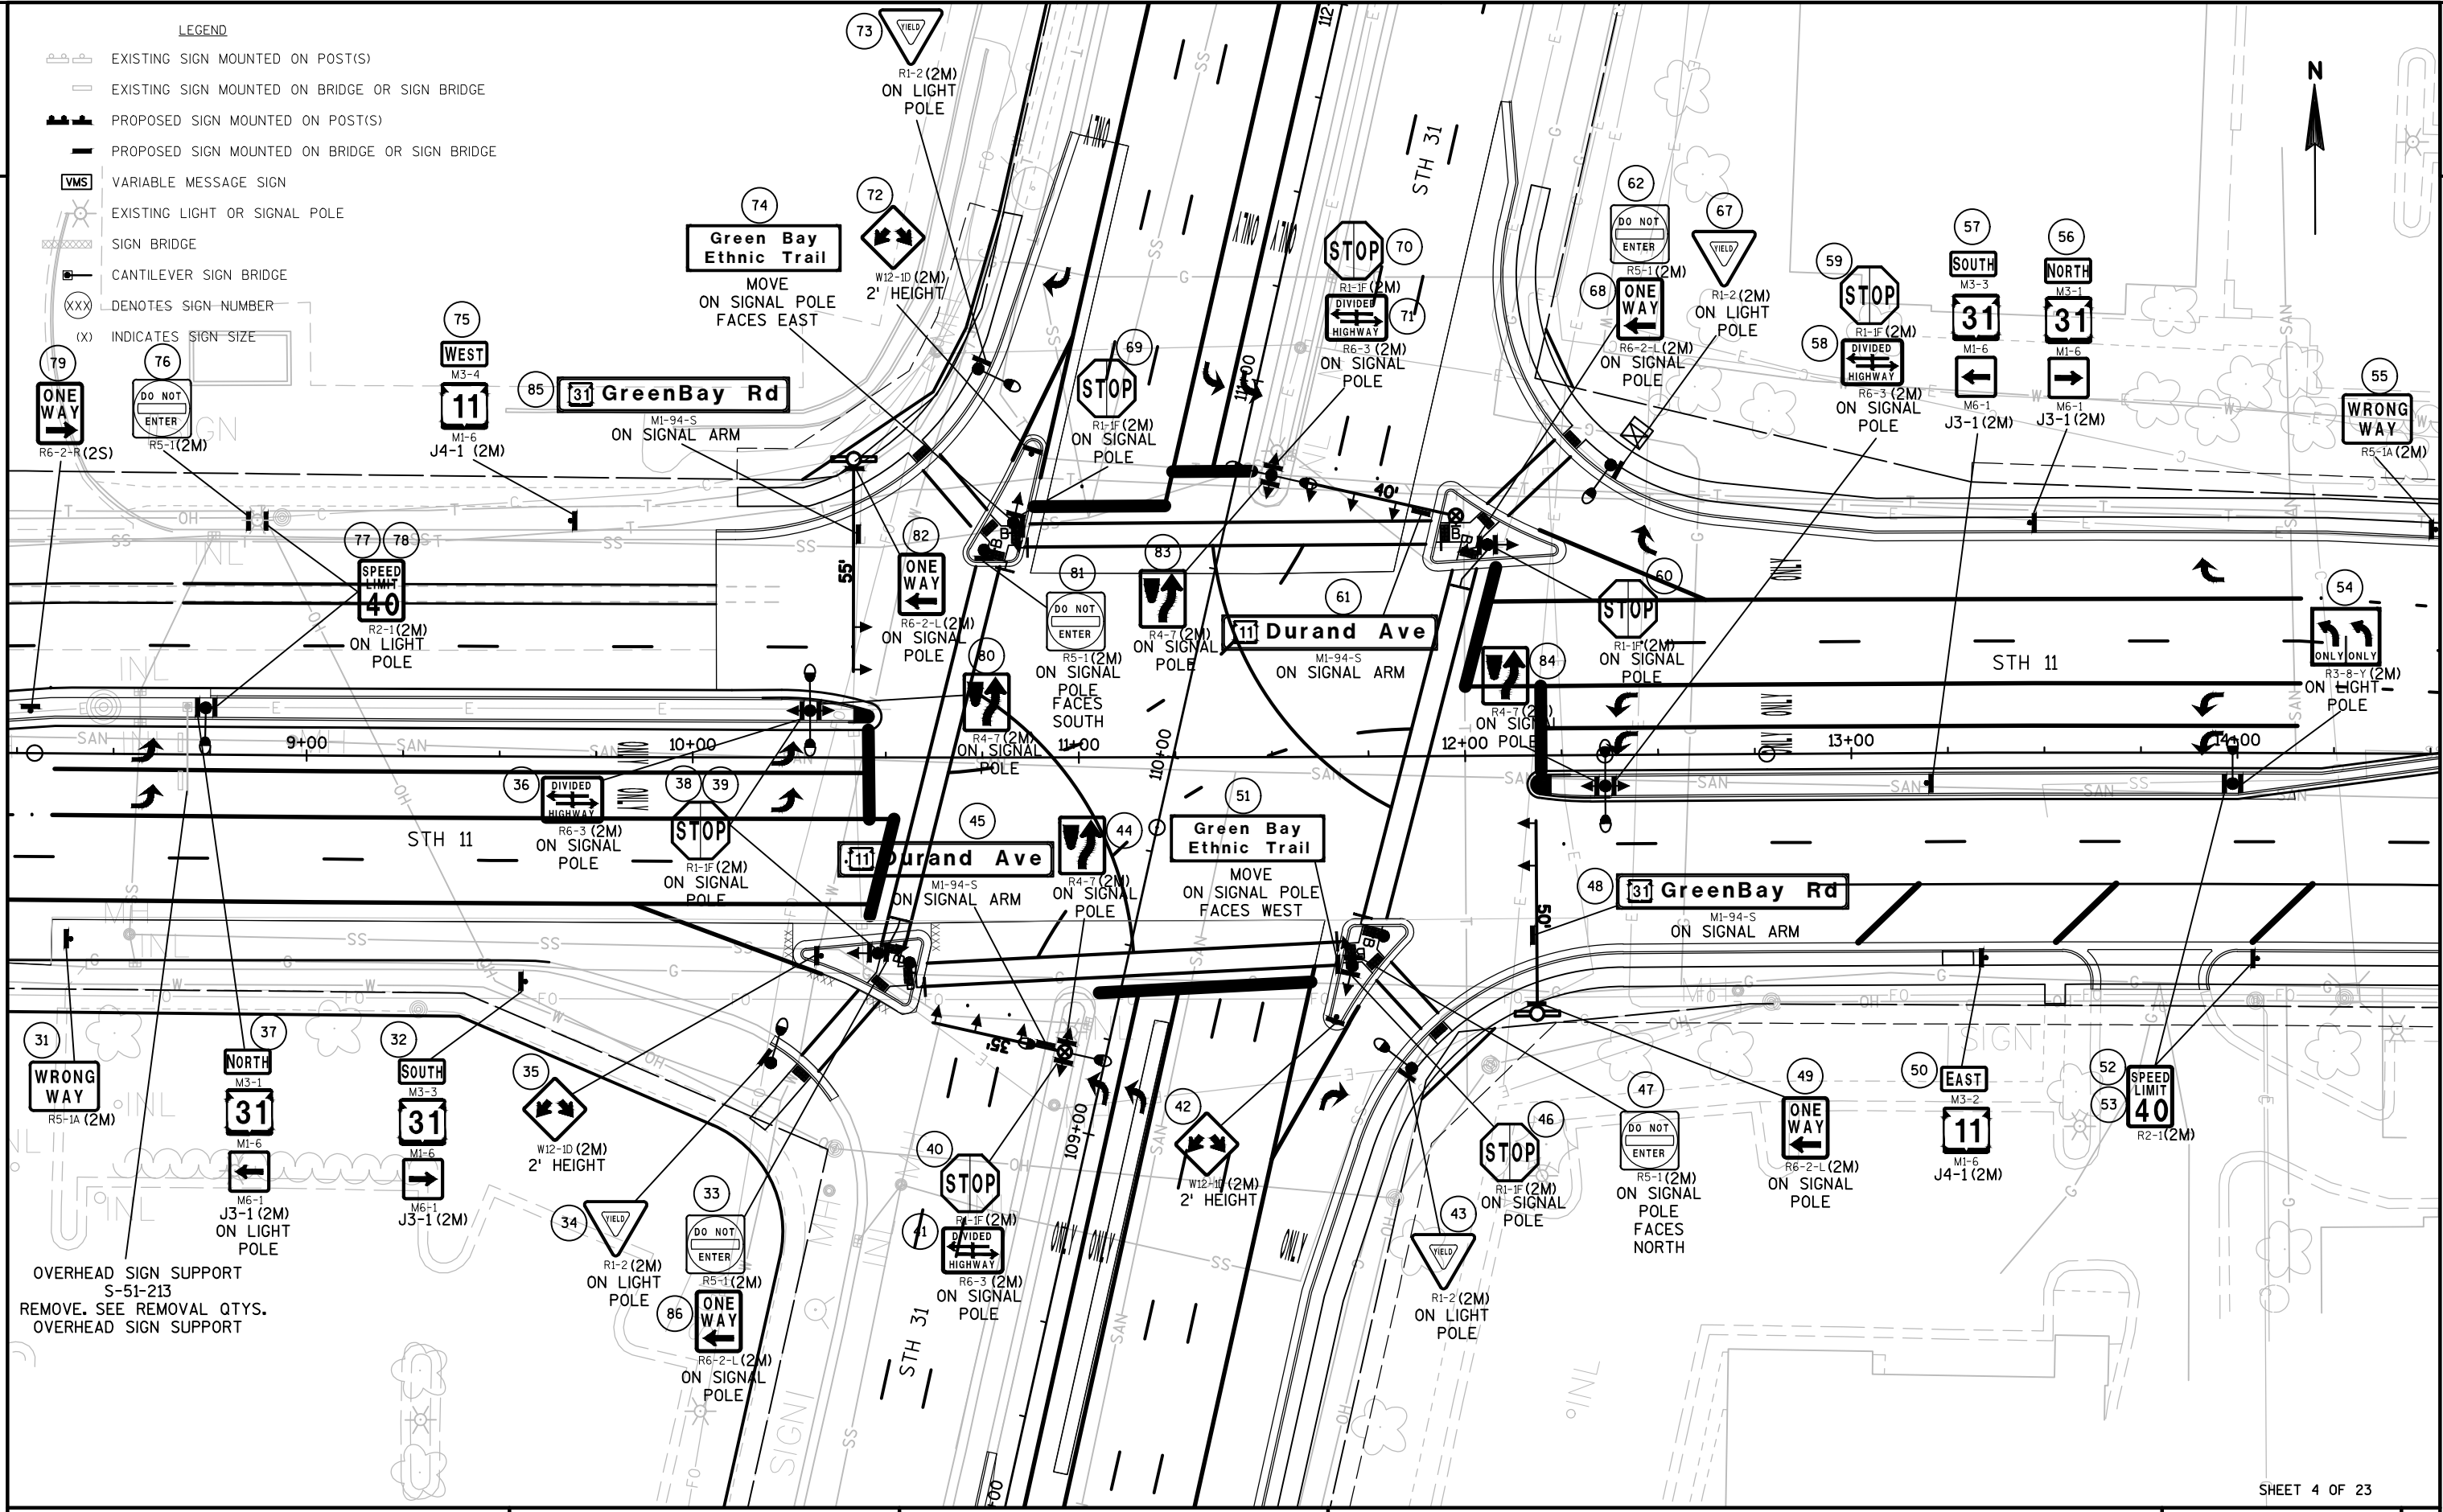 LEGEND
EXISTING SIGN MOUNTED ON POST(S)
EXISTING SIGN MOUNTED ON BRIDGE OR SIGN BRIDGE
PROPOSED SIGN MOUNTED ON POST(S)
PROPOSED SIGN MOUNTED ON BRIDGE OR SIGN BRIDGE
VMS VARIABLE MESSAGE SIGN
EXISTING LIGHT OR SIGNAL POLE
SIGN BRIDGE
CANTILEVER SIGN BRIDGE
XXX DENOTES SIGN NUMBER
(X) INDICATES SIGN SIZE
73
YIELD
R1-2 (2M)
ON LIGHT
POLE
N
74
Green Bay
Ethnic Trail
MOVE
ON SIGNAL POLE
FACES EAST
72
W12-1D (2M)
2' HEIGHT
STH 31
70
STOP
R1-1F (2M)
71
DIVIDED
HIGHWAY
R6-3 (2M)
ON SIGNAL
POLE
62
DO NOT
ENTER
R5-1 (2M)
68
ONE
WAY
R6-2-L (2M)
ON SIGNAL
POLE
67
YIELD
R1-2 (2M)
ON LIGHT
POLE
59
STOP
R1-1F (2M)
58
DIVIDED
HIGHWAY
R6-3 (2M)
ON SIGNAL
POLE
57
SOUTH
M3-3
31
M1-6
M6-1
J3-1 (2M)
56
NORTH
M3-1
31
M1-6
M6-1
J3-1 (2M)
55
WRONG
WAY
R5-1A (2M)
79
ONE
WAY
R6-2-R (2S)
76
DO NOT
ENTER
R5-1 (2M)
75
WEST
M3-4
11
M1-6
J4-1 (2M)
85
31 GreenBay Rd
M1-94-S
ON SIGNAL ARM
69
STOP
R1-1F (2M)
ON SIGNAL
POLE
77 78
SPEED
LIMIT
40
R2-1 (2M)
ON LIGHT
POLE
55'
40'
82
ONE
WAY
R6-2-L (2M)
ON SIGNAL
POLE
81
DO NOT
ENTER
R5-1 (2M)
ON SIGNAL
POLE
FACES
SOUTH
83
R4-7 (2M)
ON SIGNAL
POLE
61
11 Durand Ave
M1-94-S
ON SIGNAL ARM
60
STOP
R1-1F (2M)
ON SIGNAL
POLE
84
R4-7 (2M)
ON SIGNAL
POLE
STH 11
54
ONLY ONLY
R3-8-Y (2M)
ON LIGHT
POLE
80
R4-7 (2M)
ON SIGNAL
POLE
9+00
10+00
11+00
12+00
13+00
14+00
111+00
110+00
109+00
36
DIVIDED
HIGHWAY
R6-3 (2M)
ON SIGNAL
POLE
38 39
STOP
R1-1F (2M)
ON SIGNAL
POLE
STH 11
45
11 Durand Ave
M1-94-S
ON SIGNAL ARM
44
R4-7 (2M)
ON SIGNAL
POLE
51
Green Bay
Ethnic Trail
MOVE
ON SIGNAL POLE
FACES WEST
48
31 GreenBay Rd
M1-94-S
ON SIGNAL ARM
50'
35'
31
WRONG
WAY
R5-1A (2M)
37
NORTH
M3-1
31
M1-6
M6-1
J3-1 (2M)
ON LIGHT
POLE
32
SOUTH
M3-3
31
M1-6
M6-1
J3-1 (2M)
35
W12-1D (2M)
2' HEIGHT
34
YIELD
R1-2 (2M)
ON LIGHT
POLE
33
DO NOT
ENTER
R5-1 (2M)
86
ONE
WAY
R6-2-L (2M)
ON SIGNAL
POLE
40
STOP
R1-1F (2M)
41
DIVIDED
HIGHWAY
R6-3 (2M)
ON SIGNAL
POLE
42
W12-1D (2M)
2' HEIGHT
43
YIELD
R1-2 (2M)
ON LIGHT
POLE
46
STOP
R1-1F (2M)
ON SIGNAL
POLE
47
DO NOT
ENTER
R5-1 (2M)
ON SIGNAL
POLE
FACES
NORTH
49
ONE
WAY
R6-2-L (2M)
ON SIGNAL
POLE
50
EAST
M3-2
11
M1-6
J4-1 (2M)
52
53
SPEED
LIMIT
40
R2-1 (2M)
OVERHEAD SIGN SUPPORT
S-51-213
REMOVE. SEE REMOVAL QTYS.
OVERHEAD SIGN SUPPORT
STH 31
ONLY ONLY
ONLY
SHEET 4 OF 23